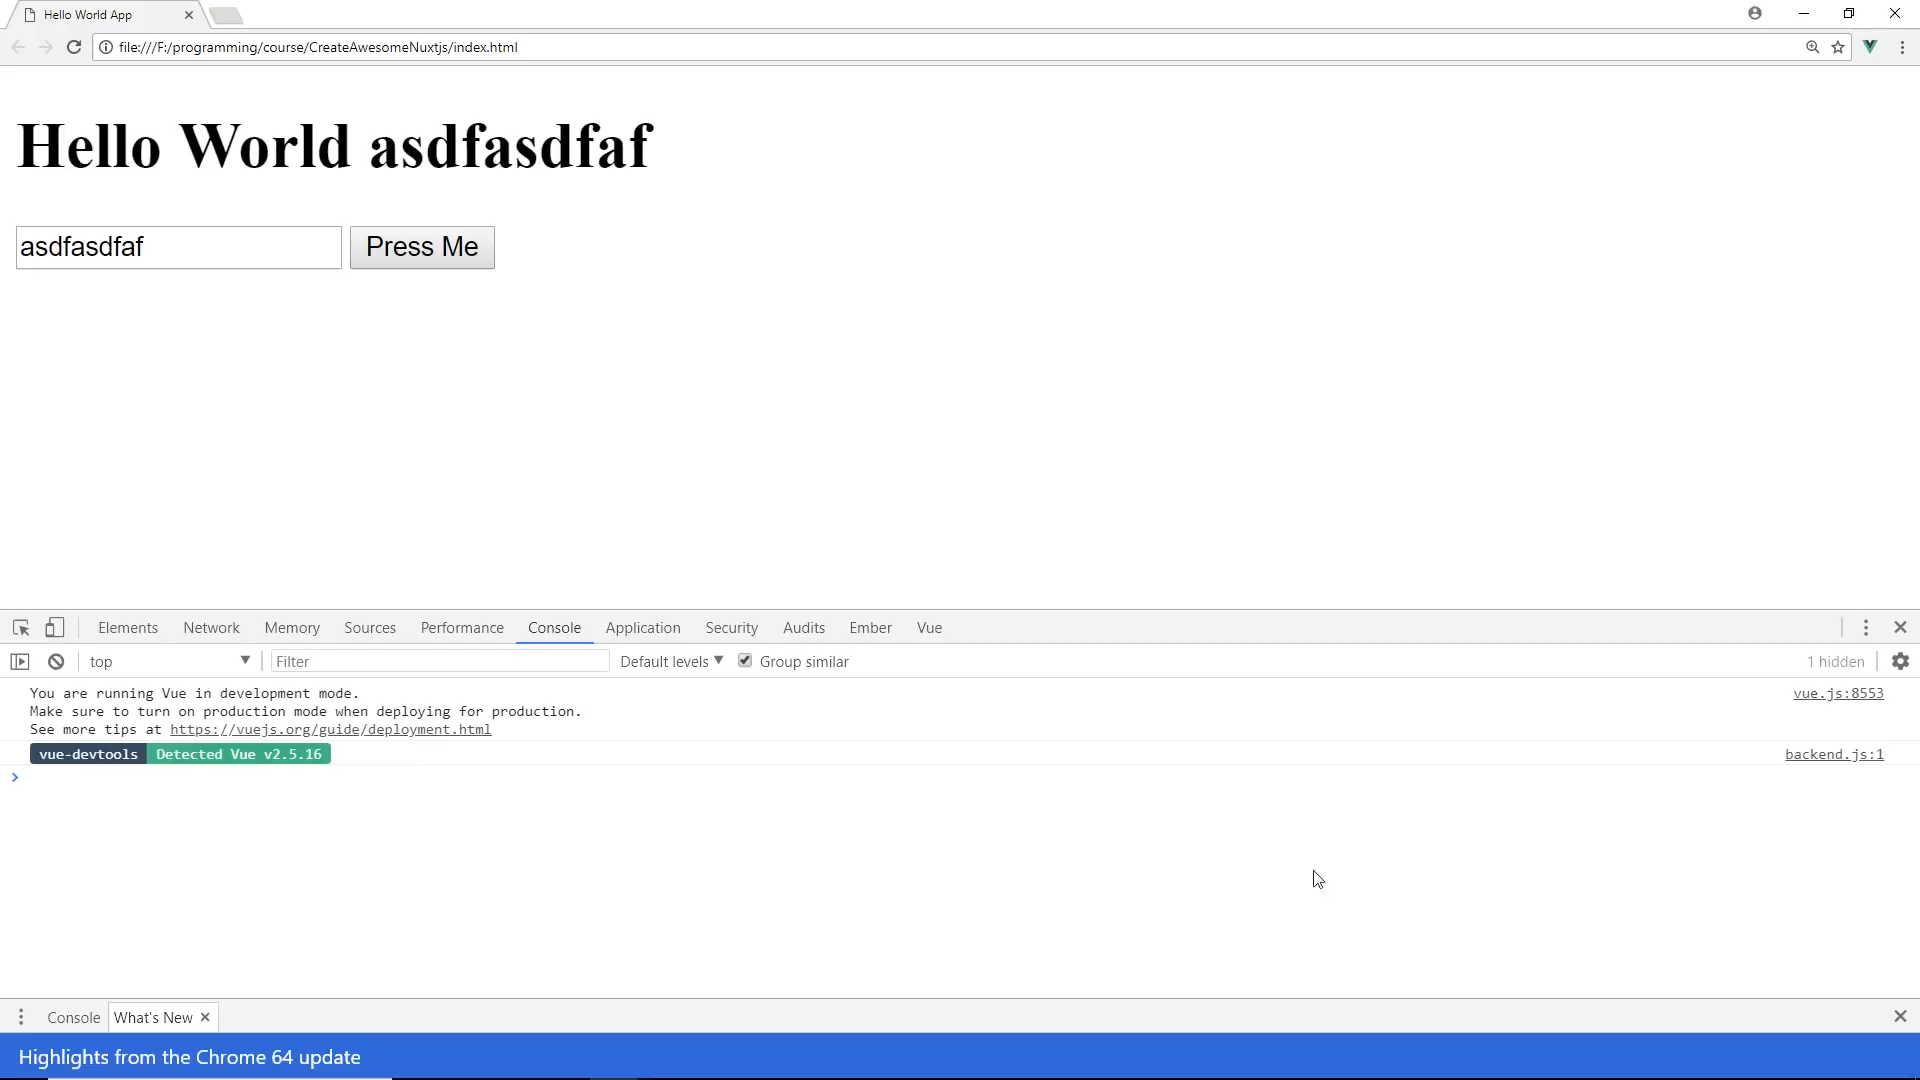 Hello World App
file:///F:/programming/course/CreateAwesomeNuxtjs/index.html
Hello World asdfasdfaf
asdfasdfaf Press Me
Elements Network Memory Sources Performance Console Application Security Audits Ember Vue
top Filter Default levels Group similar 1 hidden
You are running Vue in development mode. vue.js:8553
Make sure to turn on production mode when deploying for production.
See more tips at https://vuejs.org/guide/deployment.html
vue-devtools Detected Vue v2.5.16 backend.js:1
Console What's New
Highlights from the Chrome 64 update